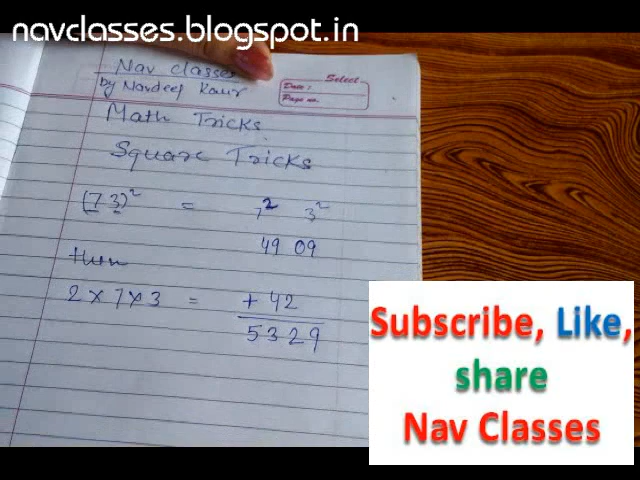 navclasses.blogspot.in
Nav classes
by Navdeep Kaur
Select
Date :
Page no.
Math Tricks
Square Tricks
(73)² = 7² 3²
49 09
then
2 × 7 × 3 = + 42
5329
Subscribe, Like,
share
Nav Classes